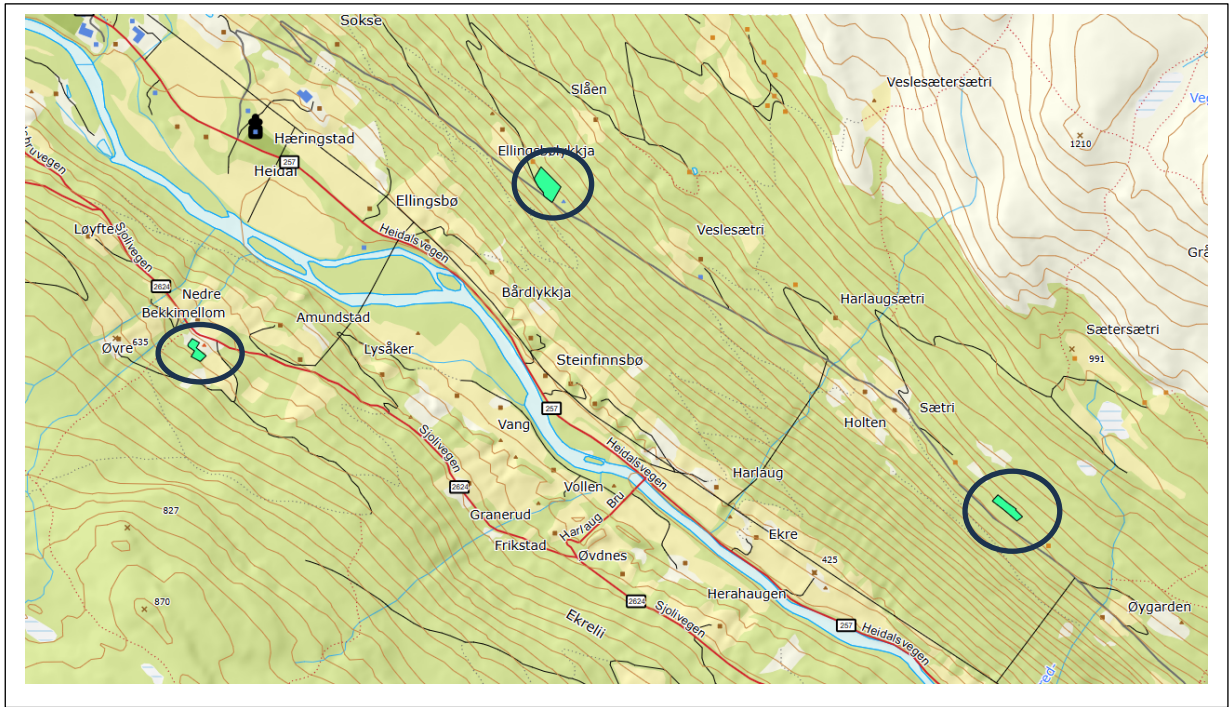 Sokse
Slåen
Veslesætersætri
1210
Hæringstad
257
Heidal
Ellingsbølykkja
Ellingsbø
Heidalsvegen
Veslesætri
Løyfte
Sjolivegen
2624
Nedre
Bekkimellom
Øvre
635
Amundstad
Bårdlykkja
Lysåker
Steinfinnsbø
Harlaugsætri
Sætersætri
991
257
Vang
Sætri
Holten
Heidalsvegen
Sjolivegen
2624
Harlaug
Vollen
Harlaug Bru
Granerud
Frikstad
Øvdnes
Ekre
425
827
870
Herahaugen
2624
Sjolivegen
Ekrelii
257
Heidalsvegen
Øygarden